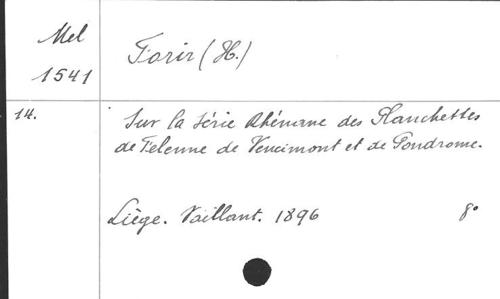 Mel
1541
Forir (H.)
14.
Sur la série Rhénane des Planchettes
de Felenne de Vencimont et de Pondrome.
Liège. Vaillant. 1896
8°